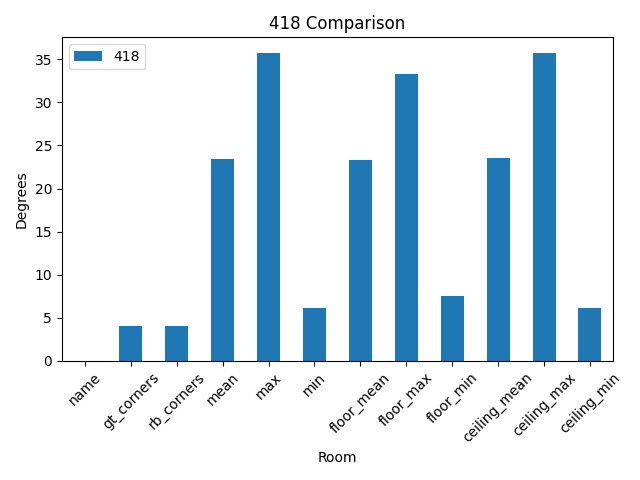 418 Comparison
418
Degrees
35
30
25
20
15
10
5
0
name
gt_corners
rb_corners
mean
max
min
floor_mean
floor_max
floor_min
ceiling_mean
ceiling_max
ceiling_min
Room